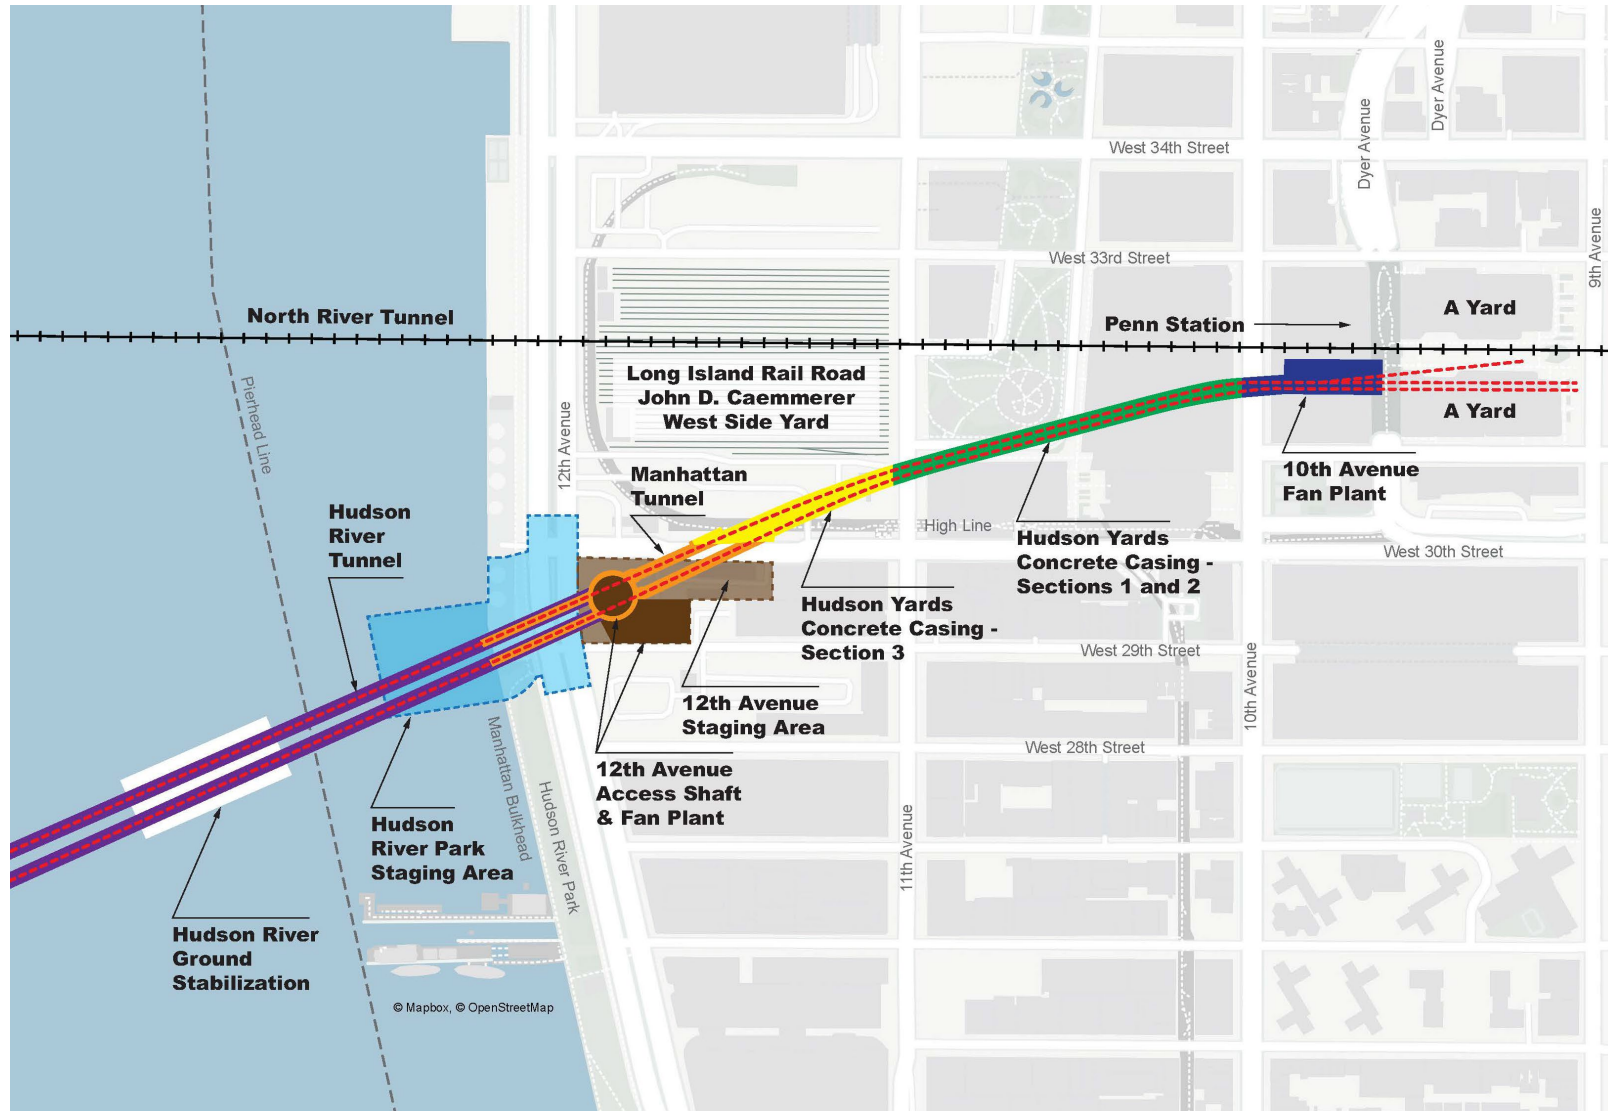 Dyer Avenue
Dyer Avenue
West 34th Street
9th Avenue
West 33rd Street
North River Tunnel
Penn Station
A Yard
Long Island Rail Road
John D. Caemmerer
West Side Yard
A Yard
Pierhead Line
12th Avenue
10th Avenue
Fan Plant
Manhattan
Tunnel
Hudson
River
Tunnel
High Line
Hudson Yards
Concrete Casing -
Sections 1 and 2
West 30th Street
Hudson Yards
Concrete Casing -
Section 3
West 29th Street
10th Avenue
12th Avenue
Staging Area
West 28th Street
12th Avenue
Access Shaft
& Fan Plant
Manhattan Bulkhead
Hudson River Park
11th Avenue
Hudson
River Park
Staging Area
Hudson River
Ground
Stabilization
© Mapbox, © OpenStreetMap